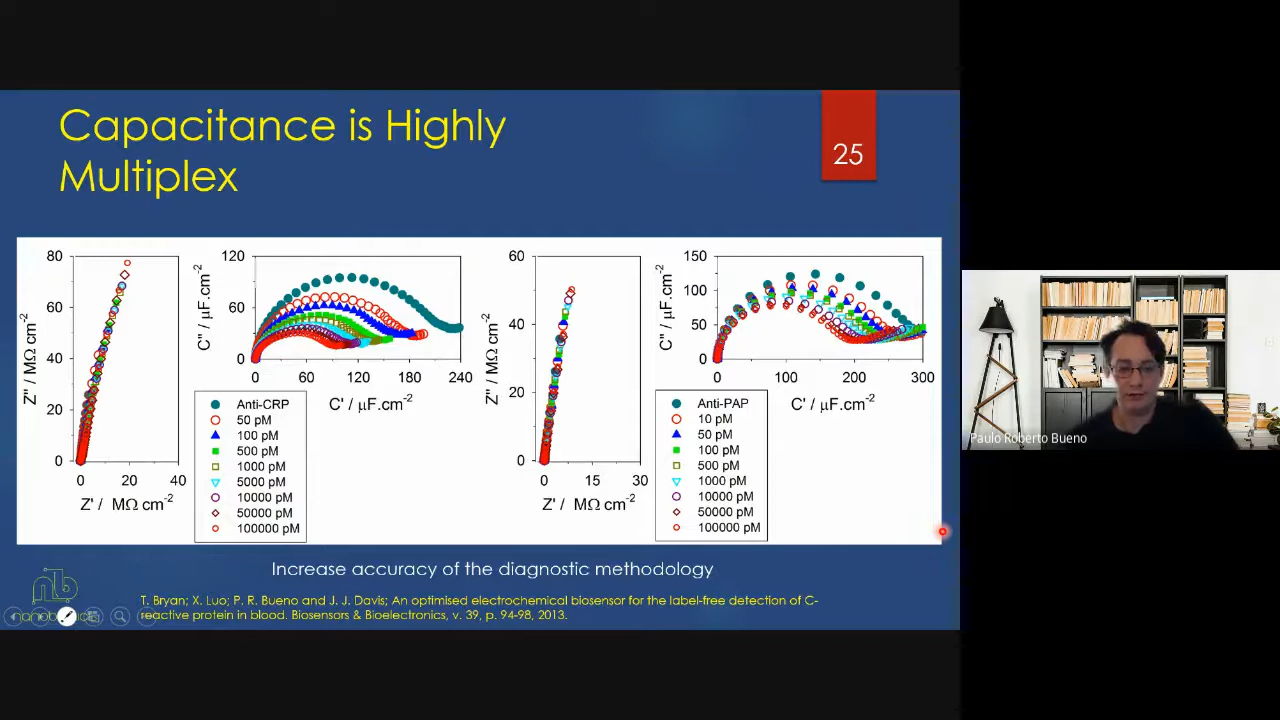 Capacitance is Highly
Multiplex
25
80
60
40
20
0
Z'' / MΩ cm-2
0 20 40
Z' / MΩ cm-2
120
60
0
C'' / μF.cm-2
0 60 120 180 240
C' / μF.cm-2
Anti-CRP
50 pM
100 pM
500 pM
1000 pM
5000 pM
10000 pM
50000 pM
100000 pM
60
40
20
0
Z'' / MΩ cm-2
0 15 30
Z' / MΩ cm-2
150
100
50
0
C'' / μF.cm-2
0 100 200 300
C' / μF.cm-2
Anti-PAP
10 pM
50 pM
100 pM
500 pM
1000 pM
10000 pM
50000 pM
100000 pM
Paulo Roberto Bueno
Increase accuracy of the diagnostic methodology
T. Bryan; X. Luo; P. R. Bueno and J. J. Davis; An optimised electrochemical biosensor for the label-free detection of C-
reactive protein in blood. Biosensors & Bioelectronics, v. 39, p. 94-98, 2013.
nb